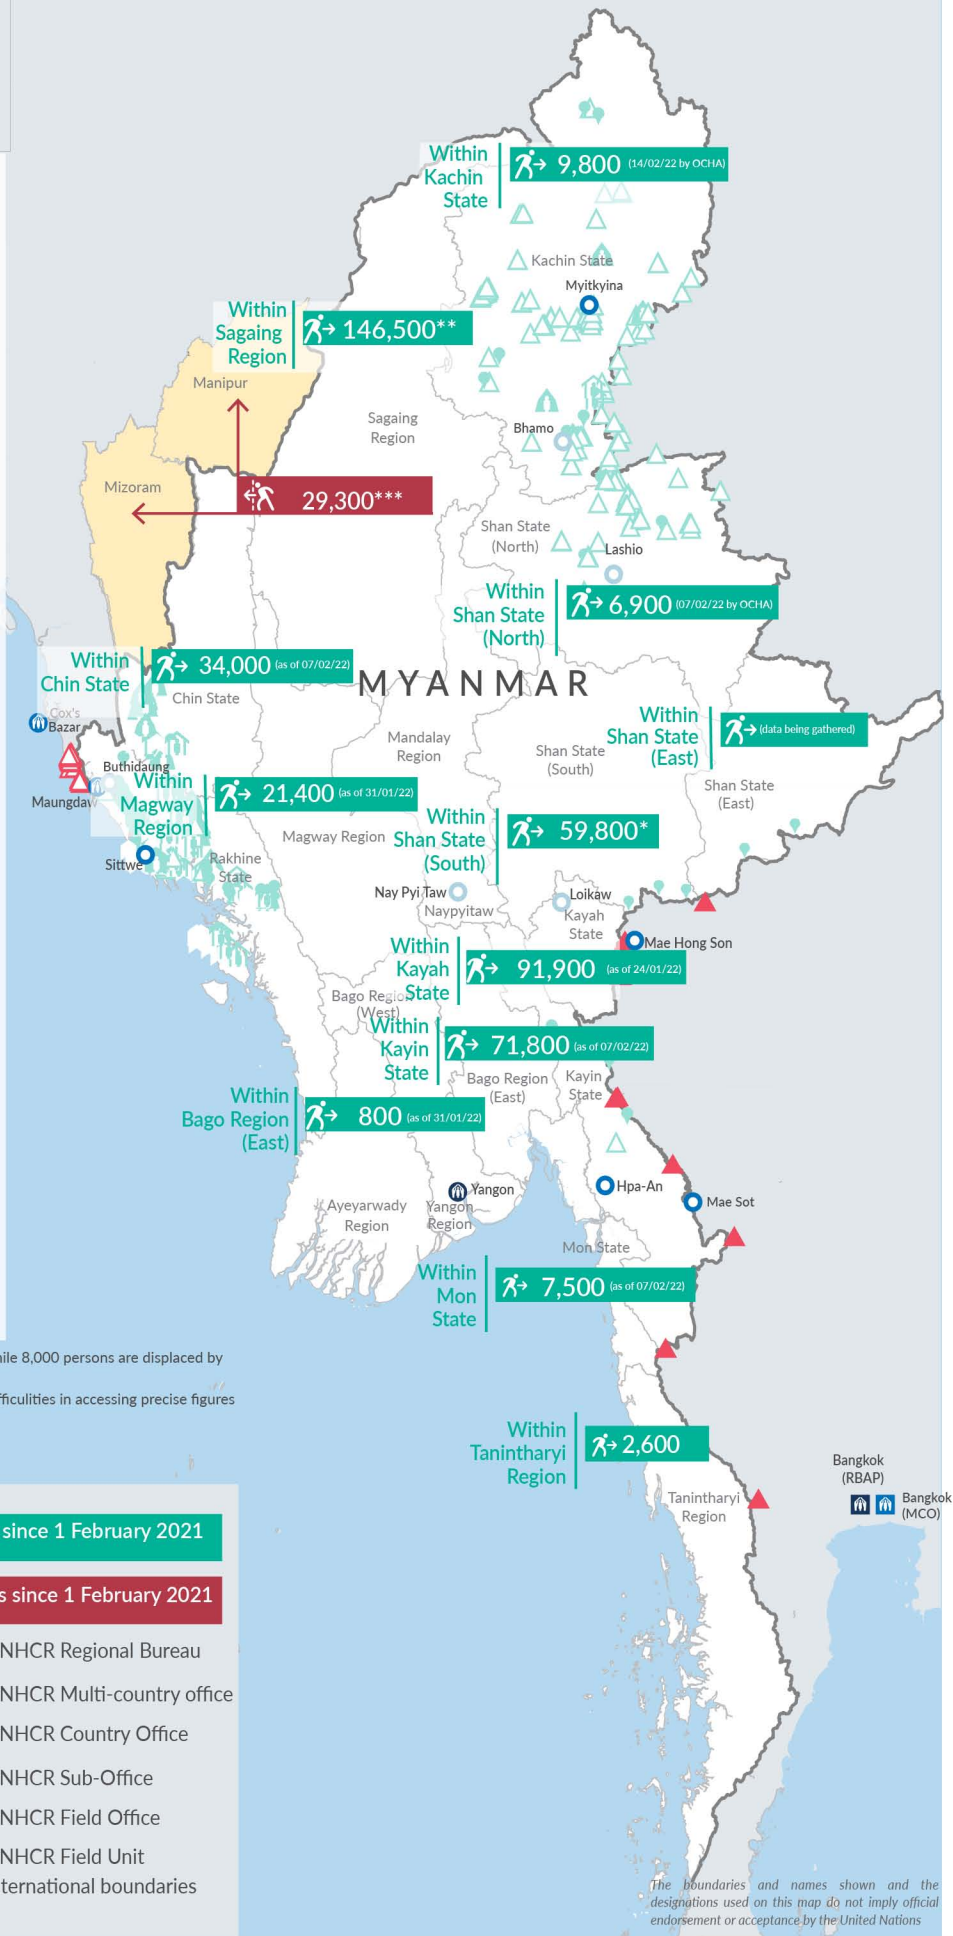 Within
Kachin
State
9,800 (14/02/22 by OCHA)
Kachin State
Myitkyina
Within
Sagaing
Region
146,500**
Manipur
Sagaing
Region
Bhamo
Mizoram
29,300***
Shan State
(North)
Lashio
Within
Shan State
(North)
6,900 (07/02/22 by OCHA)
Within
Chin State
34,000 (as of 07/02/22)
MYANMAR
Chin State
Cox's
Bazar
Within
Shan State
(East)
(data being gathered)
Mandalay
Region
Shan State
(South)
Shan State
(East)
Buthidaung
Maungdaw
Within
Magway
Region
21,400 (as of 31/01/22)
Magway Region
Within
Shan State
(South)
59,800*
Sittwe
Rakhine
State
Nay Pyi Taw
Naypyitaw
Loikaw
Kayah
State
Mae Hong Son
Within
Kayah
State
91,900 (as of 24/01/22)
Bago Region
(West)
Within
Kayin
State
71,800 (as of 07/02/22)
Bago Region
(East)
Kayin
State
Within
Bago Region
(East)
800 (as of 31/01/22)
Yangon
Hpa-An
Mae Sot
Ayeyarwady
Region
Yangon
Region
Mon State
Within
Mon
State
7,500 (as of 07/02/22)
ile 8,000 persons are displaced by
fficulities in accessing precise figures
Within
Tanintharyi
Region
2,600
Tanintharyi
Region
Bangkok
(RBAP)
Bangkok
(MCO)
since 1 February 2021
s since 1 February 2021
NHCR Regional Bureau
NHCR Multi-country office
NHCR Country Office
NHCR Sub-Office
NHCR Field Office
NHCR Field Unit
ternational boundaries
The boundaries and names shown and the
designations used on this map do not imply official
endorsement or acceptance by the United Nations